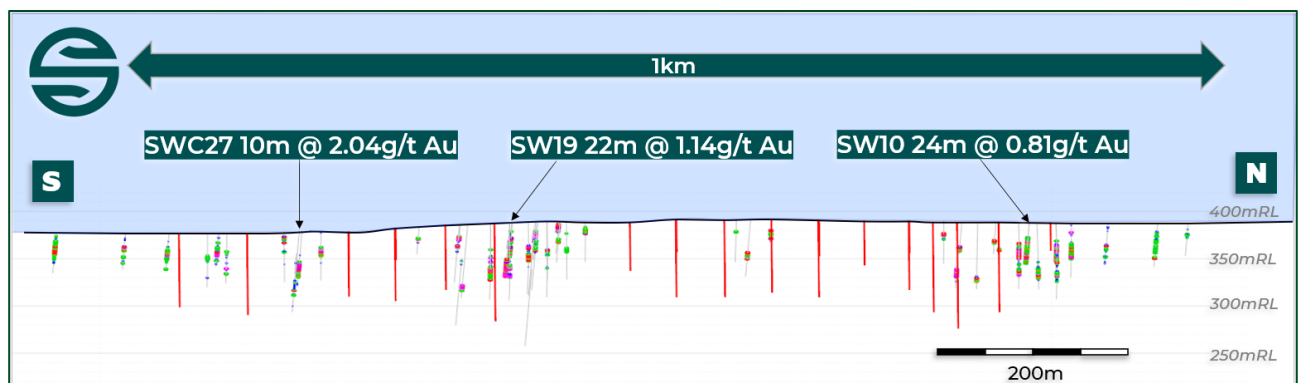 1km
SWC27 10m @ 2.04g/t Au
SW19 22m @ 1.14g/t Au
SW10 24m @ 0.81g/t Au
S
N
400mRL
350mRL
300mRL
250mRL
200m